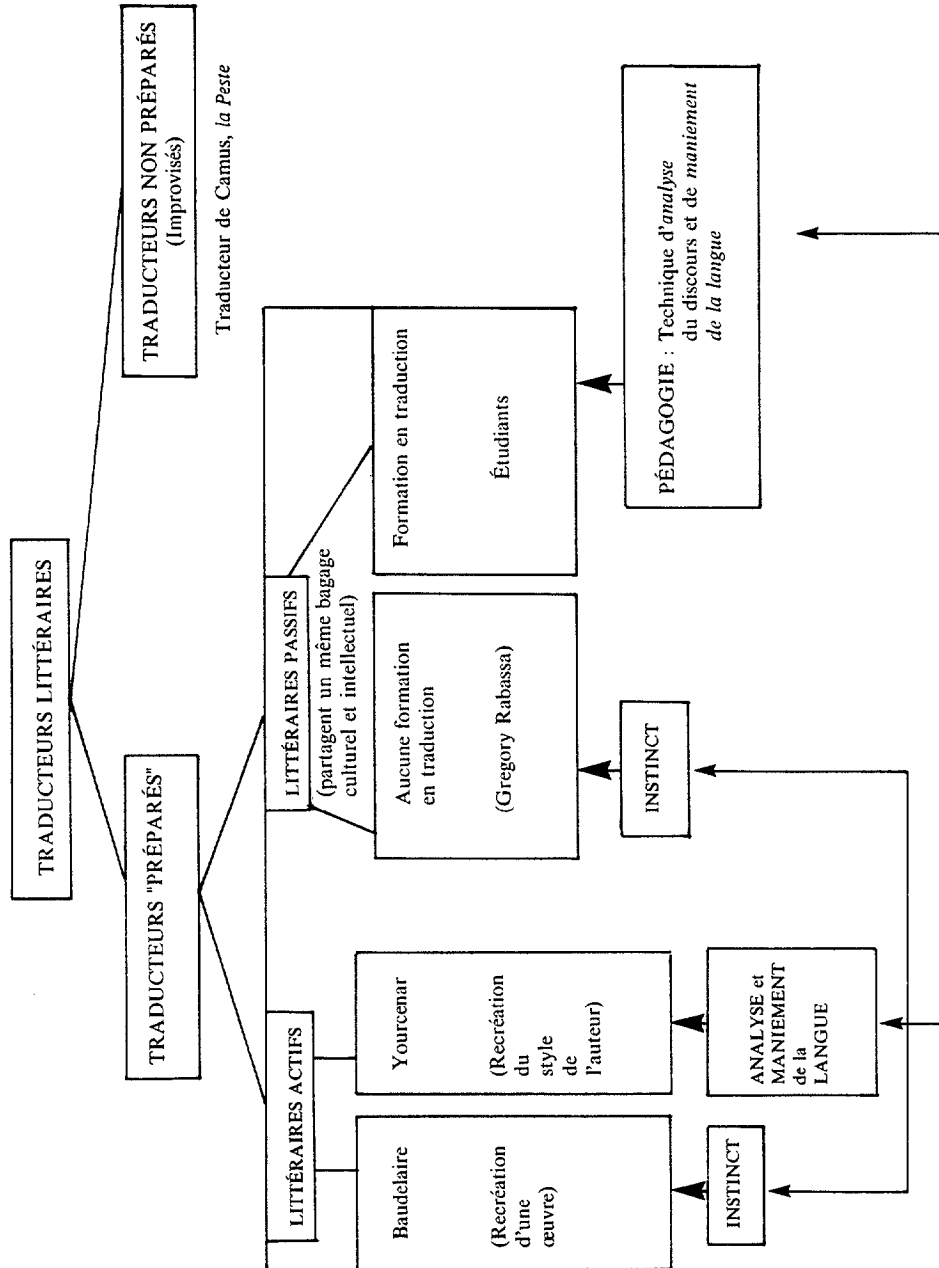 TRADUCTEURS LITTÉRAIRES
TRADUCTEURS "PRÉPARÉS"
TRADUCTEURS NON PRÉPARÉS
(Improvisés)
Traducteur de Camus, la Peste
LITTÉRAIRES ACTIFS
LITTÉRAIRES PASSIFS
(partagent un même bagage
culturel et intellectuel)
Baudelaire
(Recréation
d'une
œuvre)
Yourcenar
(Recréation
du
style
de
l'auteur)
Aucune formation
en traduction
(Gregory Rabassa)
Formation en traduction
Étudiants
INSTINCT
ANALYSE et
MANIEMENT
de la
LANGUE
INSTINCT
PÉDAGOGIE : Technique d'analyse
du discours et de maniement
de la langue